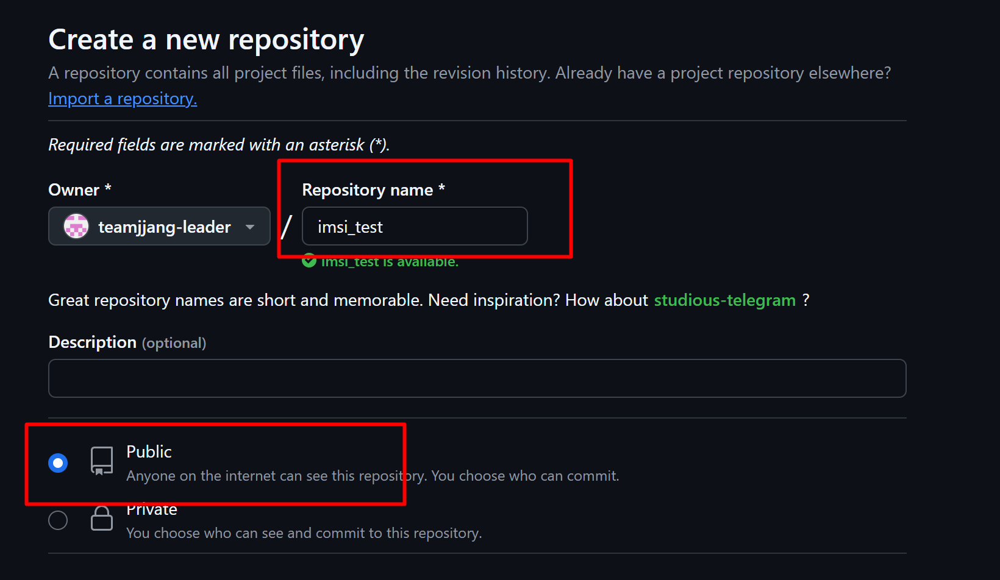 Create a new repository
A repository contains all project files, including the revision history. Already have a project repository elsewhere?
Import a repository.
Required fields are marked with an asterisk (*).
Owner *
Repository name *
teamjjang-leader
/
imsi_test
imsi_test is available.
Great repository names are short and memorable. Need inspiration? How about studious-telegram ?
Description (optional)
Public
Anyone on the internet can see this repository. You choose who can commit.
Private
You choose who can see and commit to this repository.